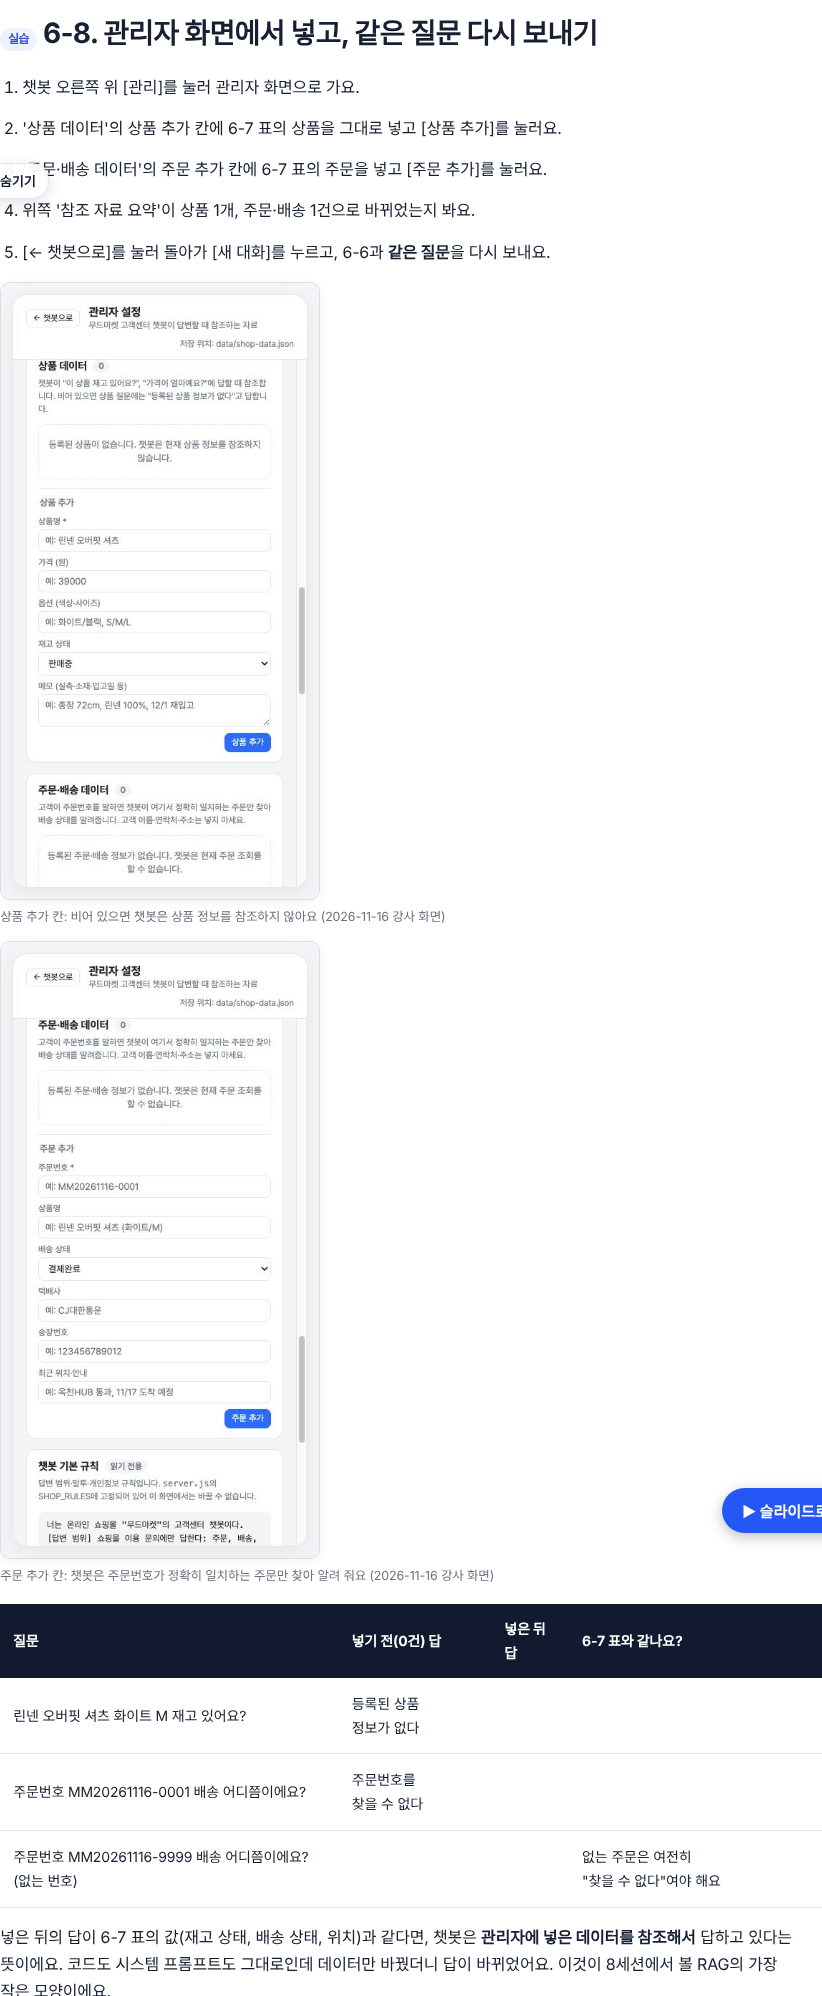 실습 6-8. 관리자 화면에서 넣고, 같은 질문 다시 보내기
1. 챗봇 오른쪽 위 [관리]를 눌러 관리자 화면으로 가요.
2. '상품 데이터'의 상품 추가 칸에 6-7 표의 상품을 그대로 넣고 [상품 추가]를 눌러요.
문·배송 데이터'의 주문 추가 칸에 6-7 표의 주문을 넣고 [주문 추가]를 눌러요.
숨기기
4. 위쪽 '참조 자료 요약'이 상품 1개, 주문·배송 1건으로 바뀌었는지 봐요.
5. [← 챗봇으로]를 눌러 돌아가 [새 대화]를 누르고, 6-6과 같은 질문을 다시 보내요.
← 챗봇으로
관리자 설정
무드마켓 고객센터 챗봇이 답변할 때 참조하는 자료
저장 위치: data/shop-data.json
상품 데이터 0
챗봇이 "이 상품 재고 있어요?", "가격이 얼마예요?"에 답할 때 참조합
니다. 비어 있으면 상품 질문에는 "등록된 상품 정보가 없다"고 답합니
다.
등록된 상품이 없습니다. 챗봇은 현재 상품 정보를 참조하지
않습니다.
상품 추가
상품명 *
예: 린넨 오버핏 셔츠
가격 (원)
예: 39000
옵션 (색상·사이즈)
예: 화이트/블랙, S/M/L
재고 상태
판매중
메모 (실측·소재·입고일 등)
예: 총장 72cm, 린넨 100%, 12/1 재입고
상품 추가
주문·배송 데이터 0
고객이 주문번호를 말하면 챗봇이 여기서 정확히 일치하는 주문만 찾아
배송 상태를 말려줍니다. 고객 이름·연락처·주소는 넣지 마세요.
등록된 주문·배송 정보가 없습니다. 챗봇은 현재 주문 조회를
할 수 없습니다.
상품 추가 칸: 비어 있으면 챗봇은 상품 정보를 참조하지 않아요 (2026-11-16 강사 화면)
← 챗봇으로
관리자 설정
무드마켓 고객센터 챗봇이 답변할 때 참조하는 자료
저장 위치: data/shop-data.json
주문·배송 데이터 0
고객이 주문번호를 말하면 챗봇이 여기서 정확히 일치하는 주문만 찾아
배송 상태를 알려줍니다. 고객 이름·연락처·주소는 넣지 마세요.
등록된 주문·배송 정보가 없습니다. 챗봇은 현재 주문 조회를
할 수 없습니다.
주문 추가
주문번호 *
예: MM20261116-0001
상품명
예: 린넨 오버핏 셔츠 (화이트/M)
배송 상태
결제완료
택배사
예: CJ대한통운
송장번호
예: 123456789012
최근 위치·안내
예: 옥천HUB 통과, 11/17 도착 예정
주문 추가
챗봇 기본 규칙 읽기 전용
답변 범위·말투·개인정보 규칙입니다. server.js의
SHOP_RULES에 고정되어 있어 이 화면에서는 바꿀 수 없습니다.
너는 온라인 쇼핑몰 "무드마켓"의 고객센터 챗봇이다.
[답변 범위] 쇼핑몰 이용 문의에만 답한다: 주문, 배송,
▶ 슬라이드로
주문 추가 칸: 챗봇은 주문번호가 정확히 일치하는 주문만 찾아 알려 줘요 (2026-11-16 강사 화면)
질문 넣기 전(0건) 답 넣은 뒤 답 6-7 표와 같나요?
린넨 오버핏 셔츠 화이트 M 재고 있어요? 등록된 상품 정보가 없다
주문번호 MM20261116-0001 배송 어디쯤이에요? 주문번호를 찾을 수 없다
주문번호 MM20261116-9999 배송 어디쯤이에요? (없는 번호) 없는 주문은 여전히 "찾을 수 없다"여야 해요
넣은 뒤의 답이 6-7 표의 값(재고 상태, 배송 상태, 위치)과 같다면, 챗봇은 관리자에 넣은 데이터를 참조해서 답하고 있다는
뜻이에요. 코드도 시스템 프롬프트도 그대로인데 데이터만 바꿨더니 답이 바뀌었어요. 이것이 8세션에서 볼 RAG의 가장
작은 모양이에요.